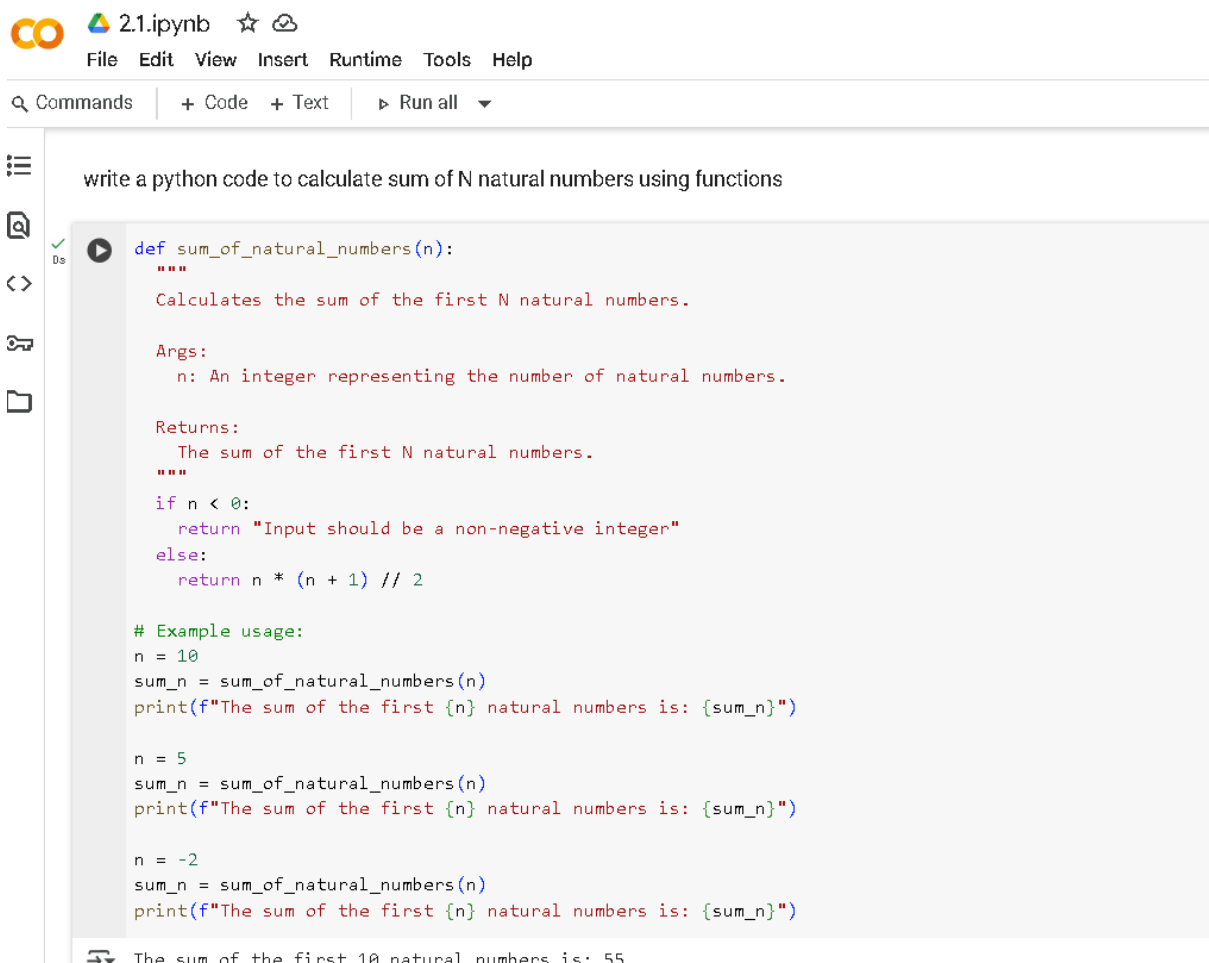 2.1.ipynb
File Edit View Insert Runtime Tools Help
Commands + Code + Text Run all
write a python code to calculate sum of N natural numbers using functions
0s
def sum_of_natural_numbers(n):
  """
  Calculates the sum of the first N natural numbers.

  Args:
    n: An integer representing the number of natural numbers.

  Returns:
    The sum of the first N natural numbers.
  """
  if n < 0:
    return "Input should be a non-negative integer"
  else:
    return n * (n + 1) // 2

# Example usage:
n = 10
sum_n = sum_of_natural_numbers(n)
print(f"The sum of the first {n} natural numbers is: {sum_n}")

n = 5
sum_n = sum_of_natural_numbers(n)
print(f"The sum of the first {n} natural numbers is: {sum_n}")

n = -2
sum_n = sum_of_natural_numbers(n)
print(f"The sum of the first {n} natural numbers is: {sum_n}")
The sum of the first 10 natural numbers is: 55